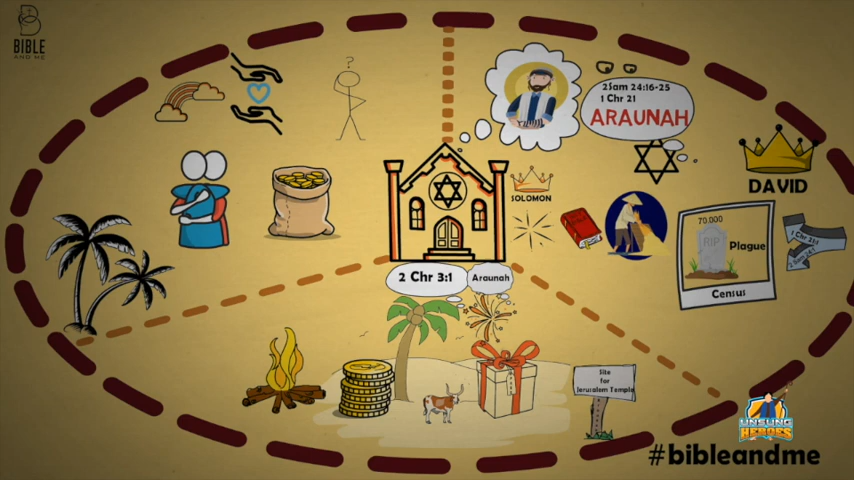 BIBLE
AND ME
?
2Sam 24:16-25
1 Chr 21
ARAUNAH
DAVID
SOLOMON
70.000
RIP
Plague
Census
2 Chr 3:1
Araunah
Site
for
Jerusalem Temple
UNSUNG
HEROES
#bibleandme